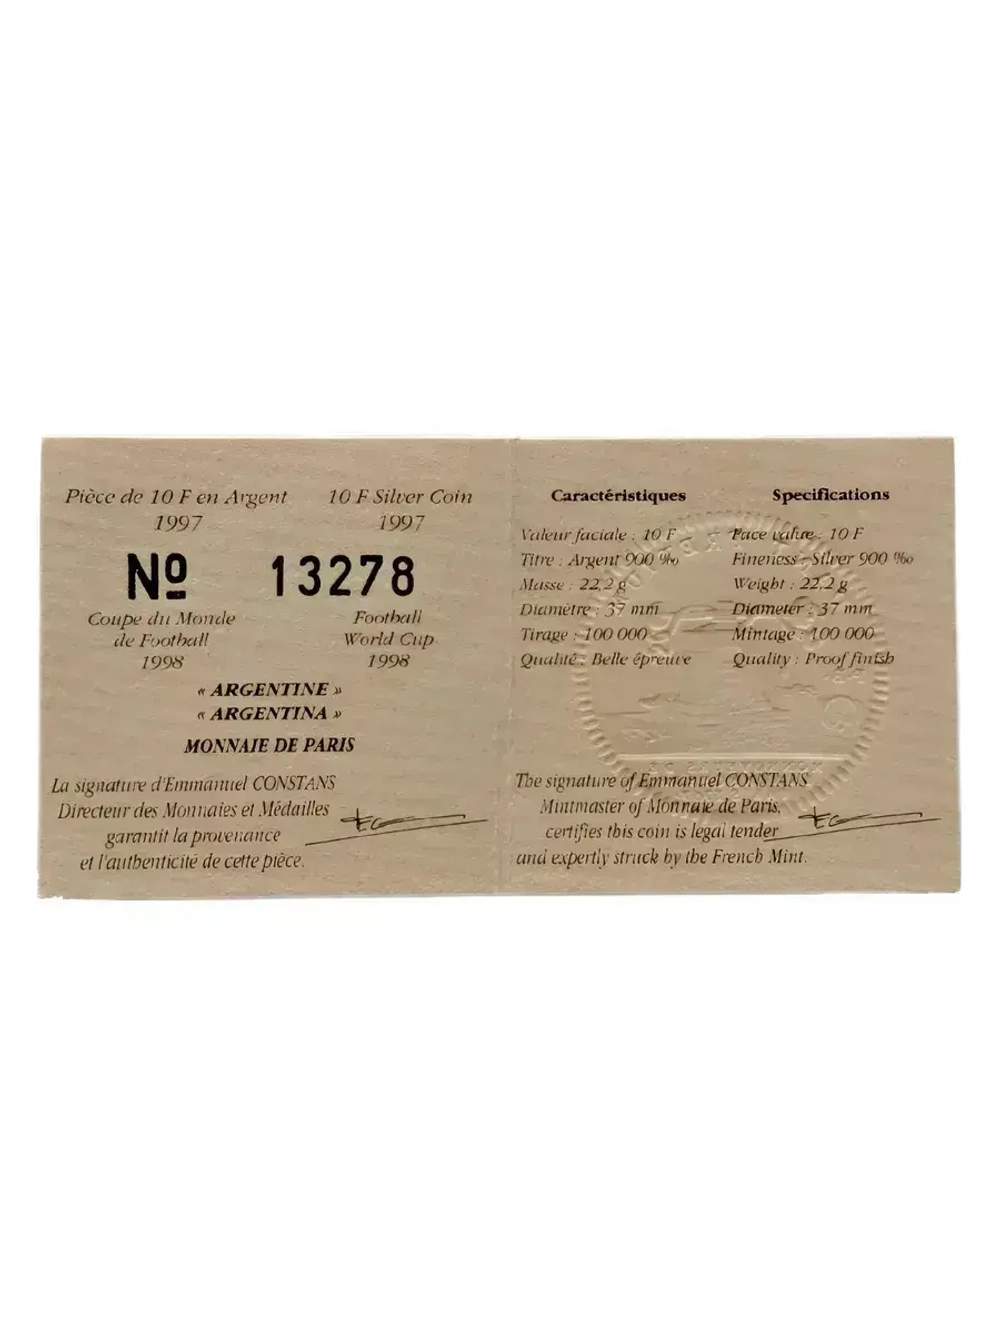 Pièce de 10 F en Argent
1997
10 F Silver Coin
1997
Nº 13278
Coupe du Monde
de Football
1998
Football
World Cup
1998
« ARGENTINE »
« ARGENTINA »
MONNAIE DE PARIS
La signature d'Emmanuel CONSTANS
Directeur des Monnaies et Médailles
garantit la provenance
et l'authenticité de cette pièce.
Caractéristiques
Valeur faciale : 10 F
Titre : Argent 900 ‰
Masse : 22,2 g
Diamètre : 37 mm
Tirage : 100 000
Qualité : Belle épreuve
Specifications
Face value : 10 F
Fineness : Silver 900 ‰
Weight : 22,2 g
Diameter : 37 mm
Mintage : 100 000
Quality : Proof finish
The signature of Emmanuel CONSTANS
Mintmaster of Monnaie de Paris,
certifies this coin is legal tender
and expertly struck by the French Mint.